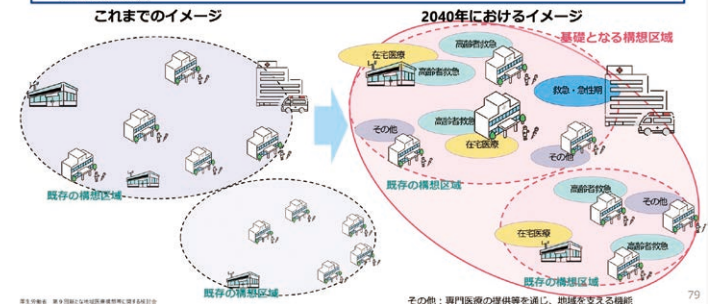 これまでのイメージ
2040年におけるイメージ
基礎となる構想区域
高齢者救急
在宅医療
高齢者救急
救急・急性期
高齢者救急
その他
在宅医療
その他
既存の構想区域
既存の構想区域
高齢者救急
その他
在宅医療
高齢者救急
既存の構想区域
既存の構想区域
その他：専門医療の提供等を通じ、地域を支える機能
79